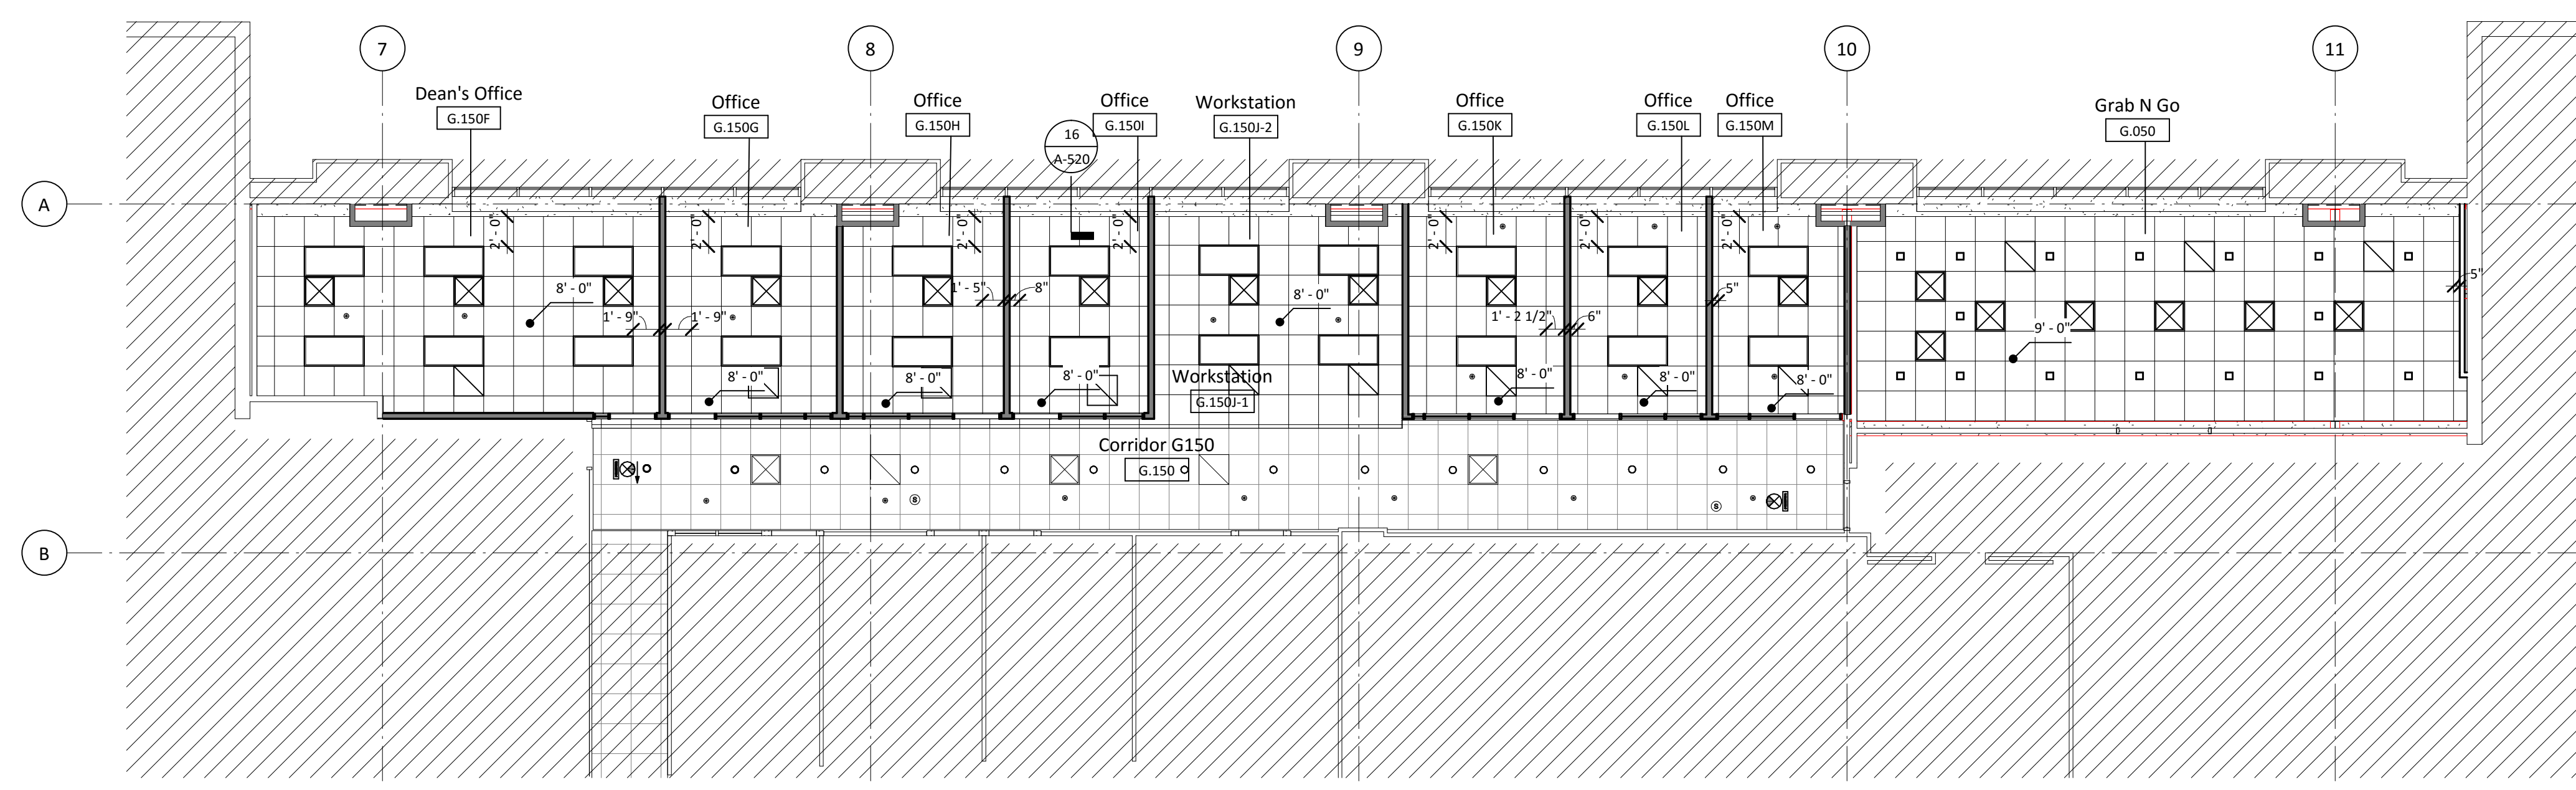 7
8
9
10
11
Dean's Office
G.150F
Office
G.150G
Office
G.150H
16
A-520
Office
G.150I
Workstation
G.150J-2
Office
G.150K
Office
G.150L
Office
G.150M
Grab N Go
G.050
A
2' - 0"
2' - 0"
2' - 0"
2' - 0"
2' - 0"
2' - 0"
2' - 0"
8' - 0"
1' - 9"
1' - 9"
1' - 5"
8"
8' - 0"
1' - 2 1/2"
6"
5"
9' - 0"
5"
8' - 0"
8' - 0"
8' - 0"
8' - 0"
8' - 0"
8' - 0"
Workstation
G.150J-1
Corridor G150
G.150
S
S
B